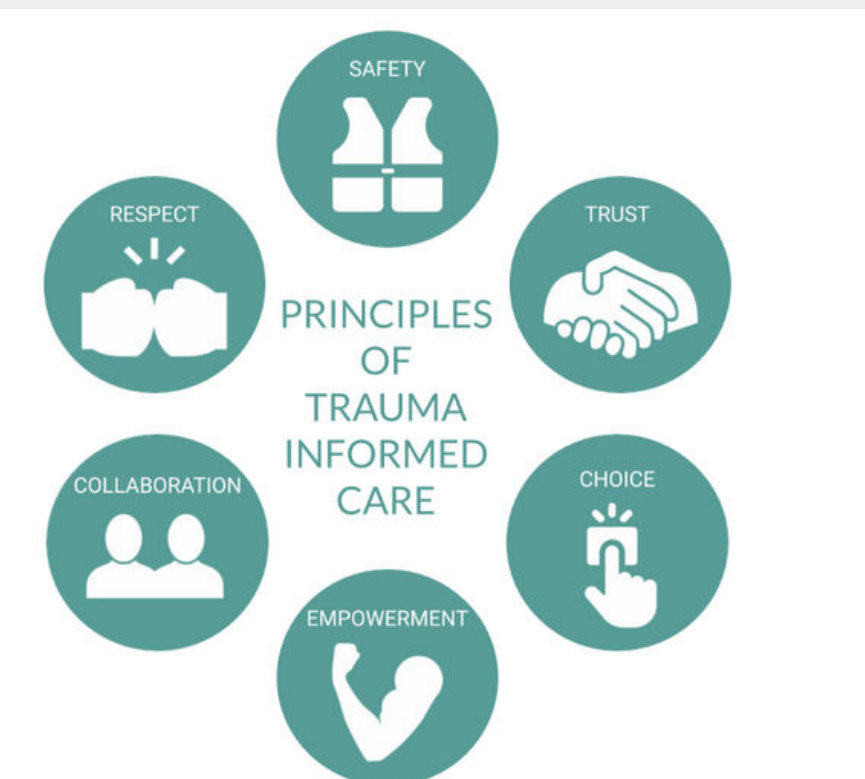 SAFETY
RESPECT
TRUST
PRINCIPLES
OF
TRAUMA
INFORMED
CARE
COLLABORATION
CHOICE
EMPOWERMENT